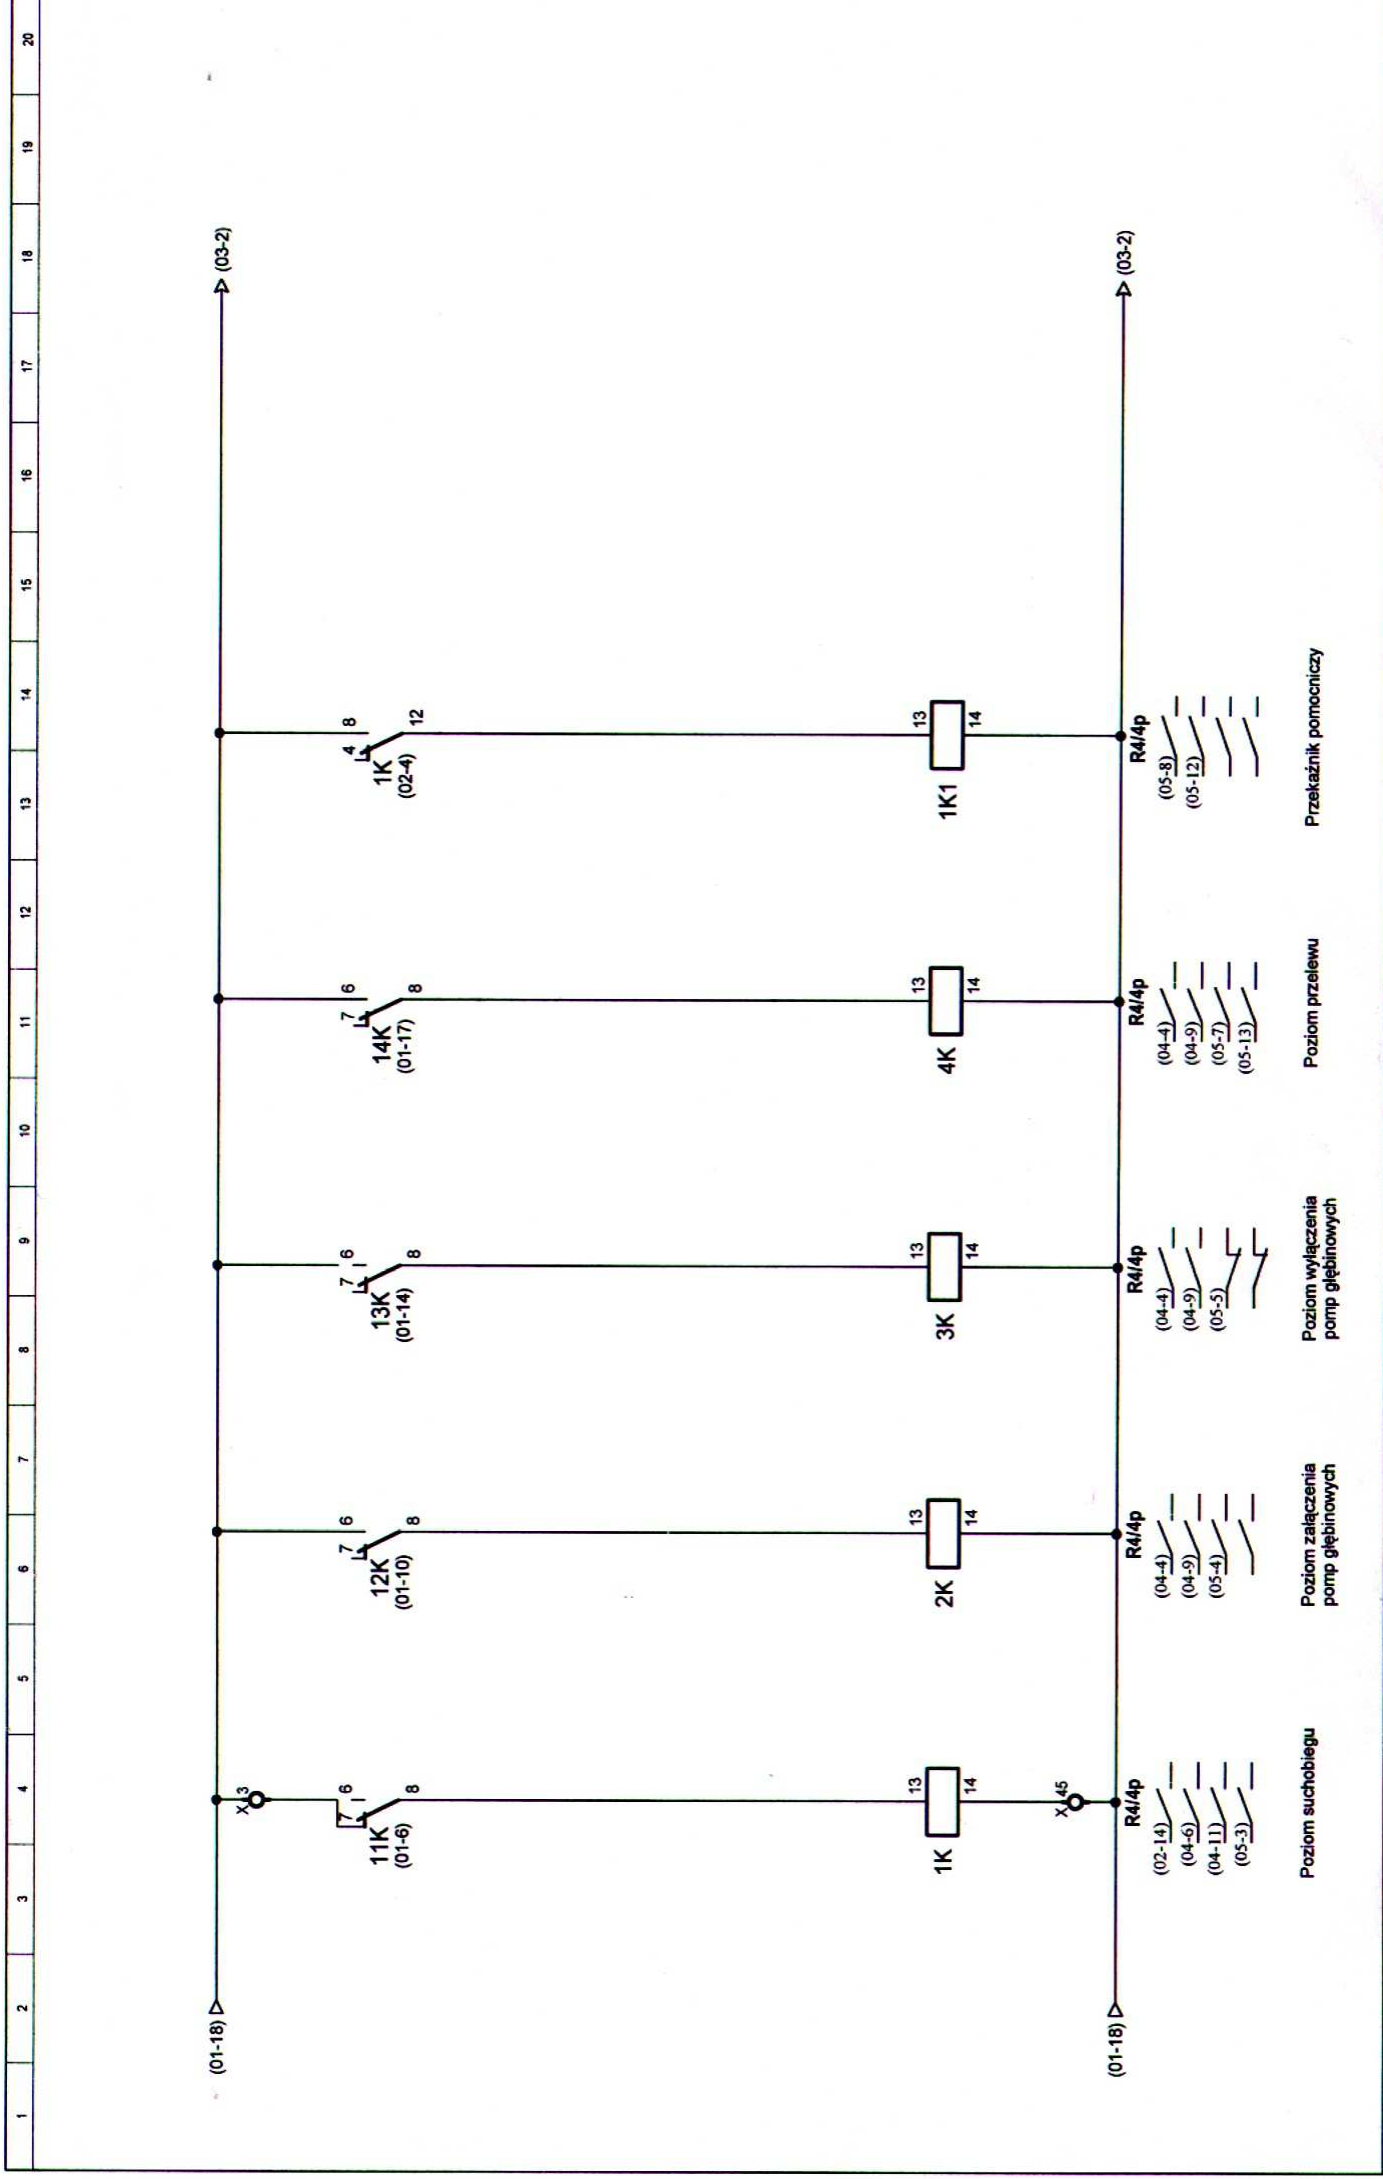 1 2 3 4 5 6 7 8 9 10 11 12 13 14 15 16 17 18 19 20
(01-18) (03-2)
X 3
7 6
11K 8
(01-6)
7 6
12K 8
(01-10)
7 6
13K 8
(01-14)
7 6
14K 8
(01-17)
4 8
1K 12
(02-4)
13
1K 14
13
2K 14
13
3K 14
13
4K 14
13
1K1 14
X 45
(01-18) (03-2)
R4/4p
(02-14)
(04-6)
(04-11)
(05-3)
Poziom suchobiegu
R4/4p
(04-4)
(04-9)
(05-4)
Poziom załączenia
pomp głębinowych
R4/4p
(04-4)
(04-9)
(05-5)
Poziom wyłączenia
pomp głębinowych
R4/4p
(04-4)
(04-9)
(05-7)
(05-13)
Poziom przelewu
R4/4p
(05-8)
(05-12)
Przekaźnik pomocniczy